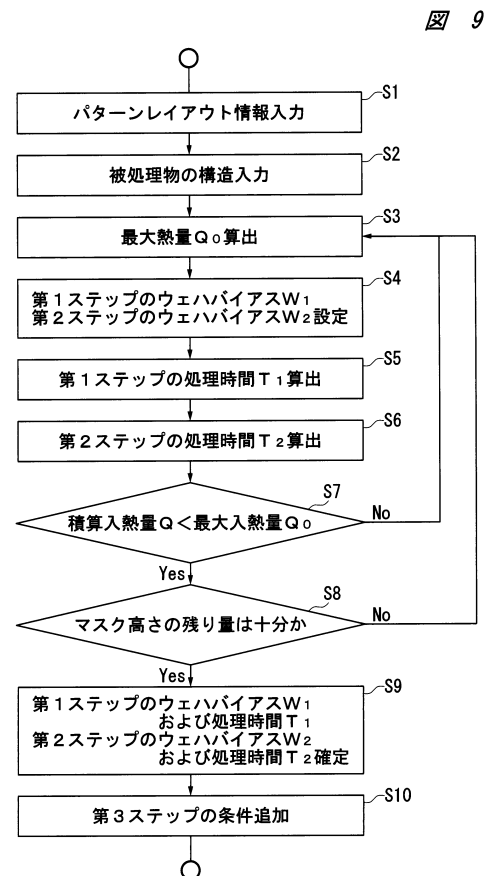 図 9
S1
パターンレイアウト情報入力
S2
被処理物の構造入力
S3
最大熱量Q₀算出
S4
第1ステップのウェハバイアスW₁
第2ステップのウェハバイアスW₂設定
S5
第1ステップの処理時間T₁算出
S6
第2ステップの処理時間T₂算出
S7
積算入熱量Q<最大入熱量Q₀
No
Yes
S8
マスク高さの残り量は十分か
No
Yes
S9
第1ステップのウェハバイアスW₁
および処理時間T₁
第2ステップのウェハバイアスW₂
および処理時間T₂確定
S10
第3ステップの条件追加